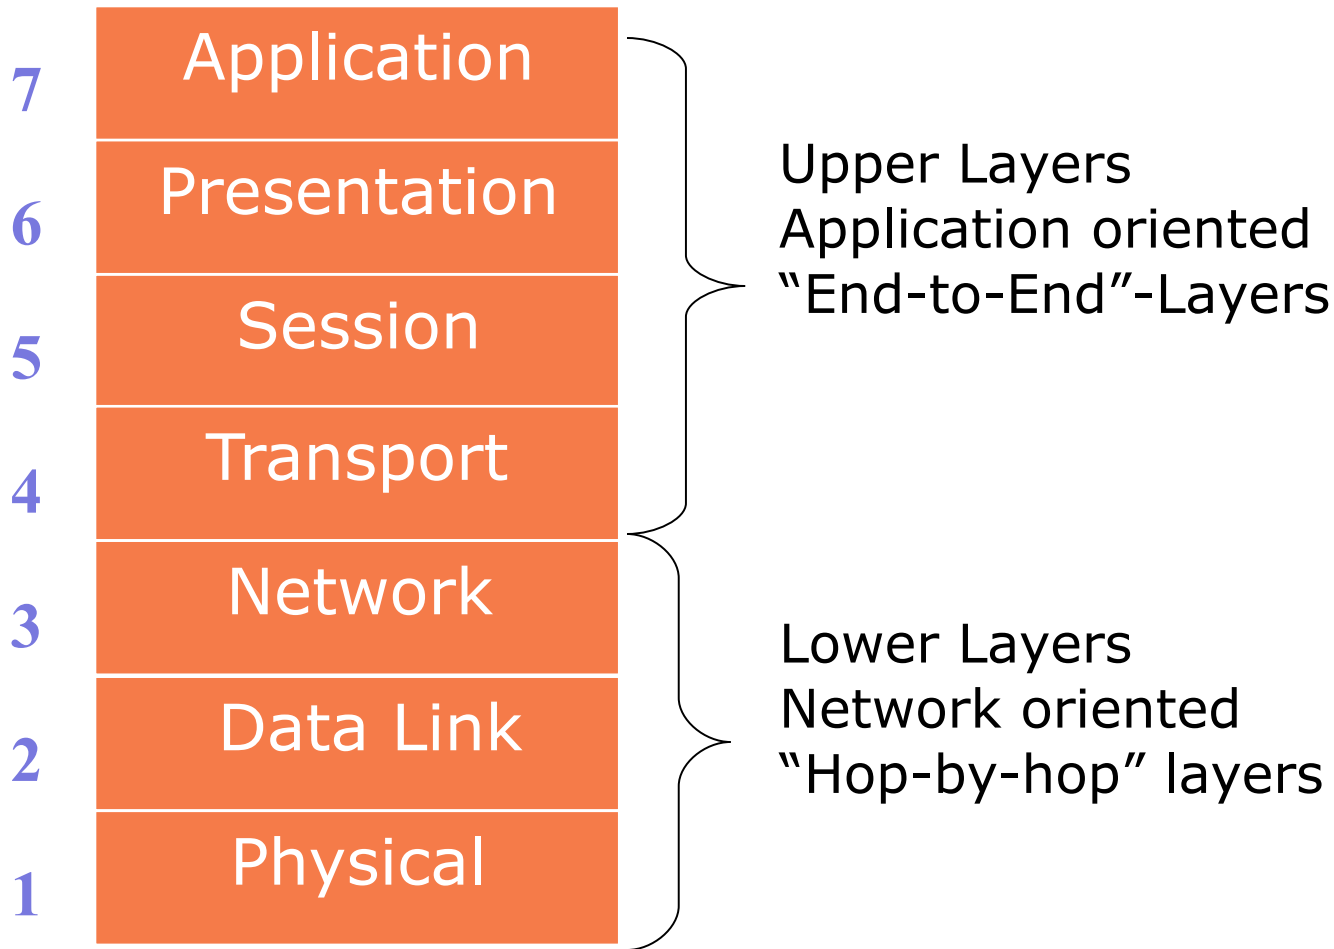 7 Application
6 Presentation
5 Session
4 Transport
3 Network
2 Data Link
1 Physical
Upper Layers
Application oriented
“End-to-End”-Layers
Lower Layers
Network oriented
“Hop-by-hop” layers